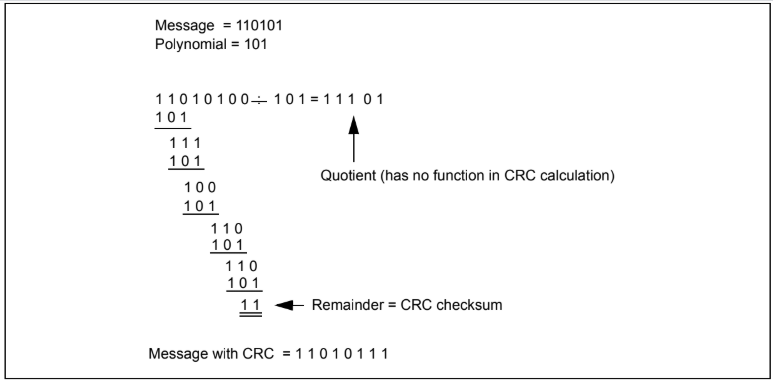 Message = 110101
Polynomial = 101
1 1 0 1 0 1 0 0 ÷ 1 0 1 = 1 1 1 0 1
1 0 1
1 1 1
1 0 1
Quotient (has no function in CRC calculation)
1 0 0
1 0 1
1 1 0
1 0 1
1 1 0
1 0 1
1 1 Remainder = CRC checksum
Message with CRC = 1 1 0 1 0 1 1 1